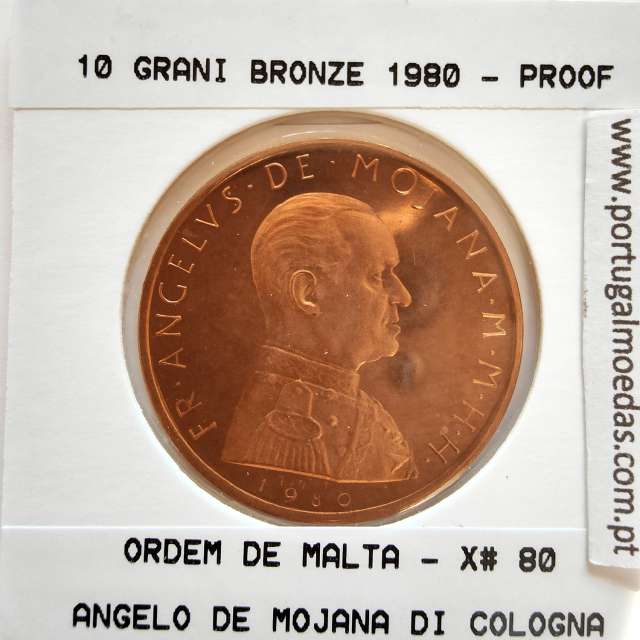 10 GRANI BRONZE 1980 - PROOF
FR·ANGELVS·DE·MOJANA·M·M·H·H·
·1980
ORDEM DE MALTA - X# 80
ANGELO DE MOJANA DI COLOGNA
www.portugalmoedas.com.pt